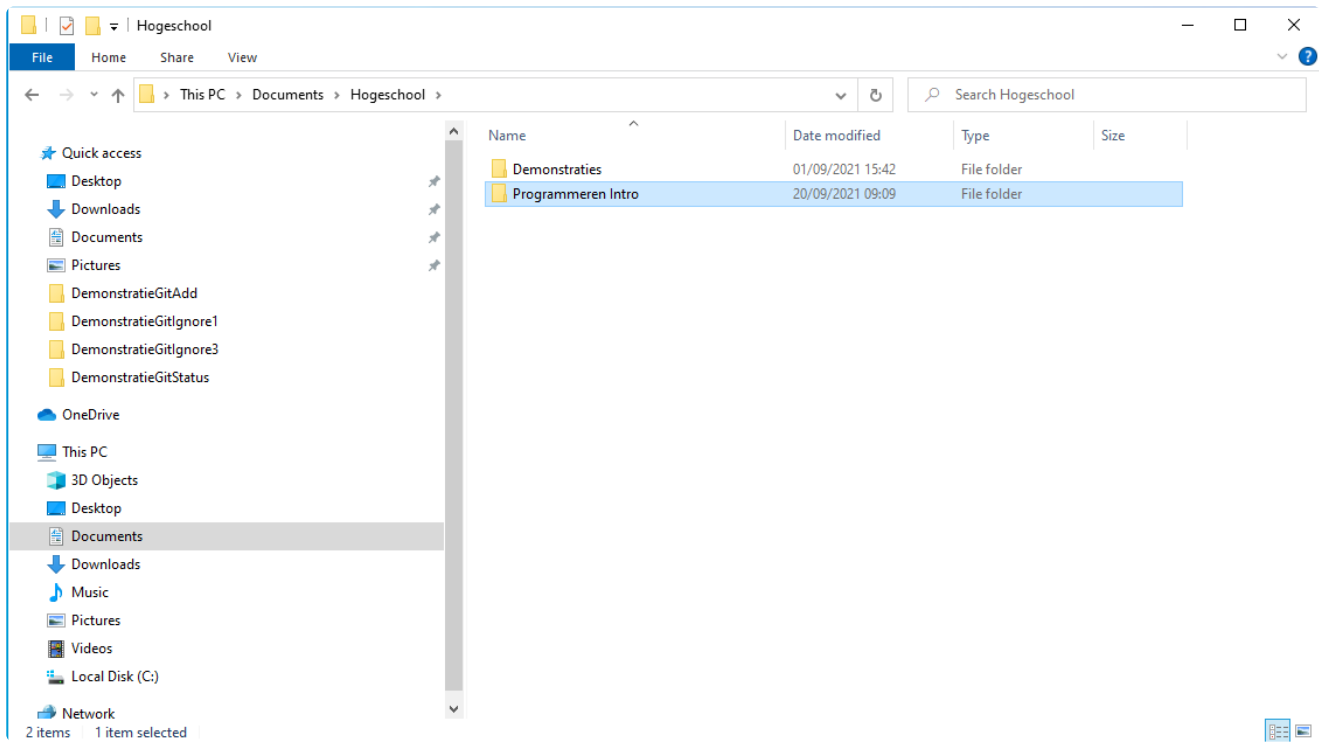 Hogeschool
File Home Share View
This PC Documents Hogeschool
Search Hogeschool
Name Date modified Type Size
Quick access
Demonstraties 01/09/2021 15:42 File folder
Desktop
Programmeren Intro 20/09/2021 09:09 File folder
Downloads
Documents
Pictures
DemonstratieGitAdd
DemonstratieGitIgnore1
DemonstratieGitIgnore3
DemonstratieGitStatus
OneDrive
This PC
3D Objects
Desktop
Documents
Downloads
Music
Pictures
Videos
Local Disk (C:)
Network
2 items 1 item selected